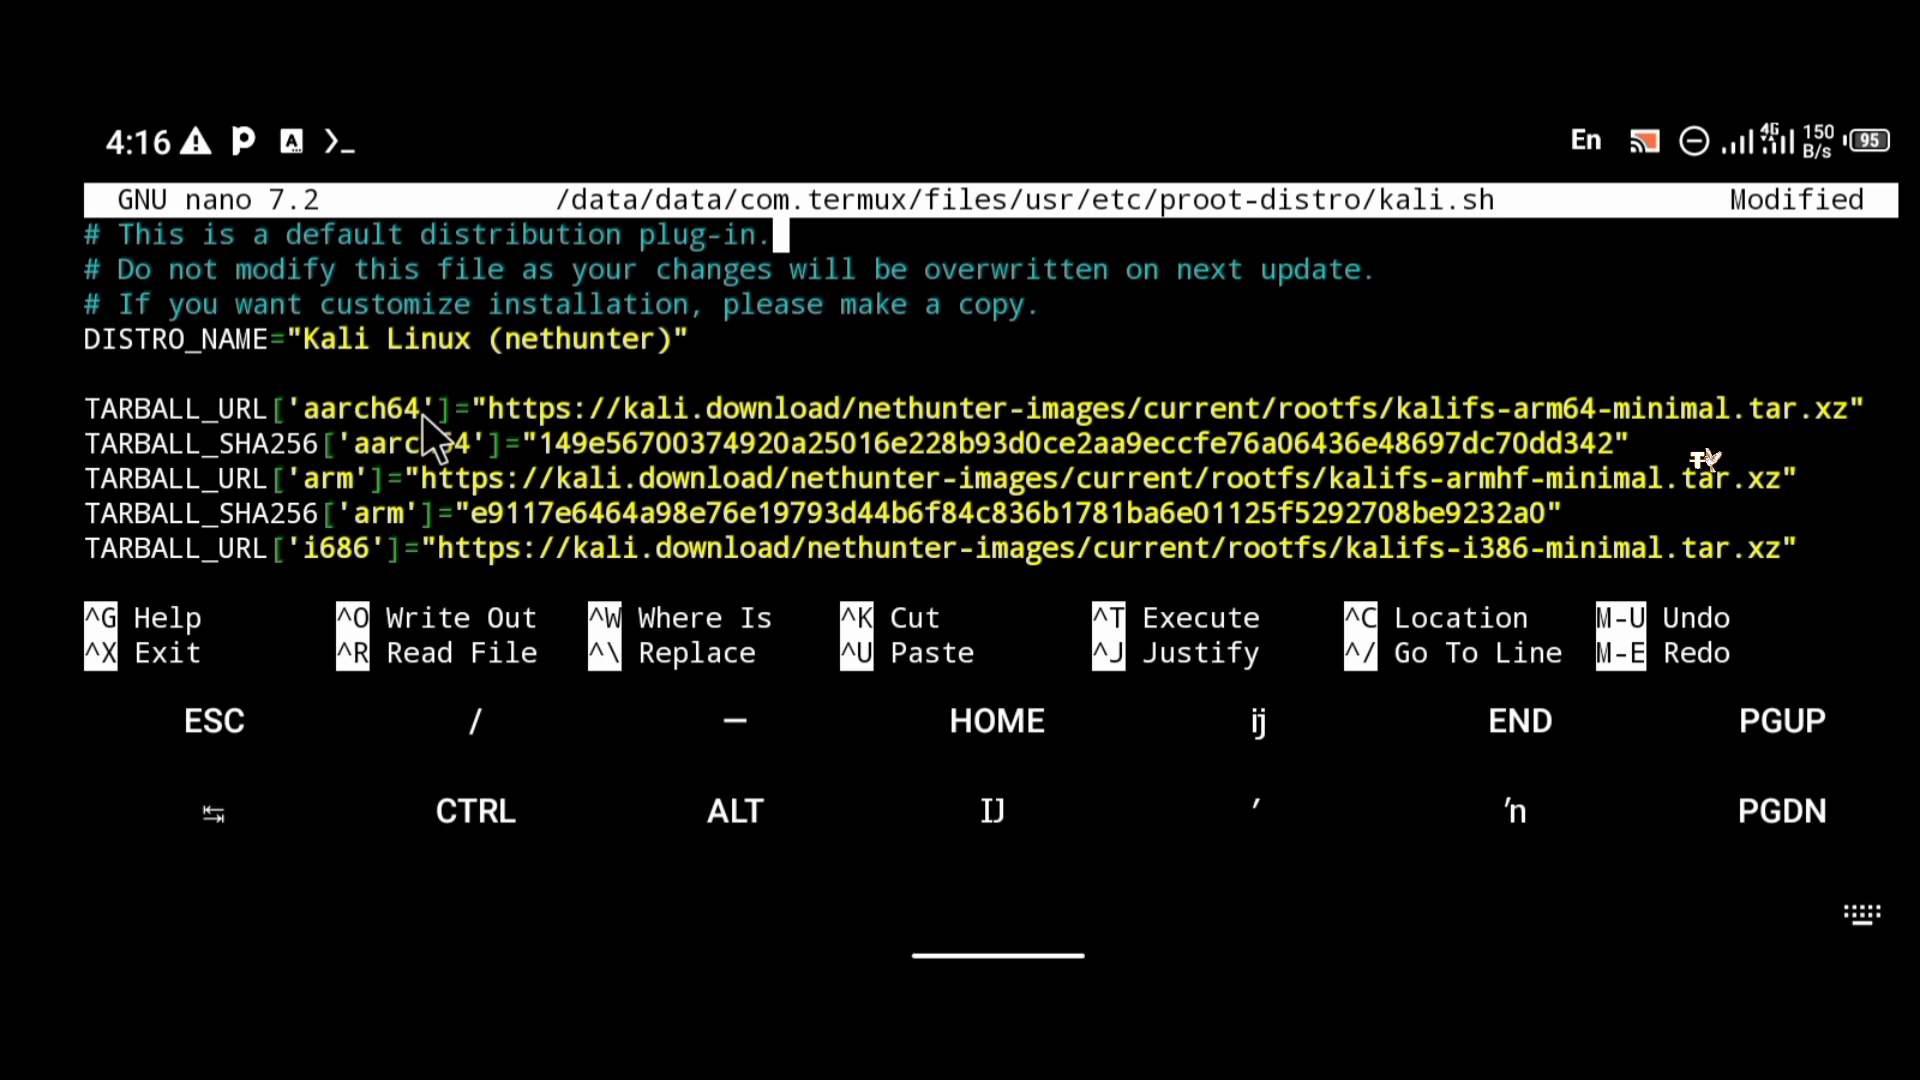 4:16 En 4G 150 B/s 95
GNU nano 7.2 /data/data/com.termux/files/usr/etc/proot-distro/kali.sh Modified
# This is a default distribution plug-in.
# Do not modify this file as your changes will be overwritten on next update.
# If you want customize installation, please make a copy.
DISTRO_NAME="Kali Linux (nethunter)"
TARBALL_URL['aarch64']="https://kali.download/nethunter-images/current/rootfs/kalifs-arm64-minimal.tar.xz"
TARBALL_SHA256['aarc 4']="149e56700374920a25016e228b93d0ce2aa9eccfe76a06436e48697dc70dd342"
TARBALL_URL['arm']="https://kali.download/nethunter-images/current/rootfs/kalifs-armhf-minimal.tar.xz"
TARBALL_SHA256['arm']="e9117e6464a98e76e19793d44b6f84c836b1781ba6e01125f5292708be9232a0"
TARBALL_URL['i686']="https://kali.download/nethunter-images/current/rootfs/kalifs-i386-minimal.tar.xz"
^G Help ^O Write Out ^W Where Is ^K Cut ^T Execute ^C Location M-U Undo
^X Exit ^R Read File ^\ Replace ^U Paste ^J Justify ^/ Go To Line M-E Redo
ESC / — HOME ij END PGUP
CTRL ALT IJ ′ ŉ PGDN